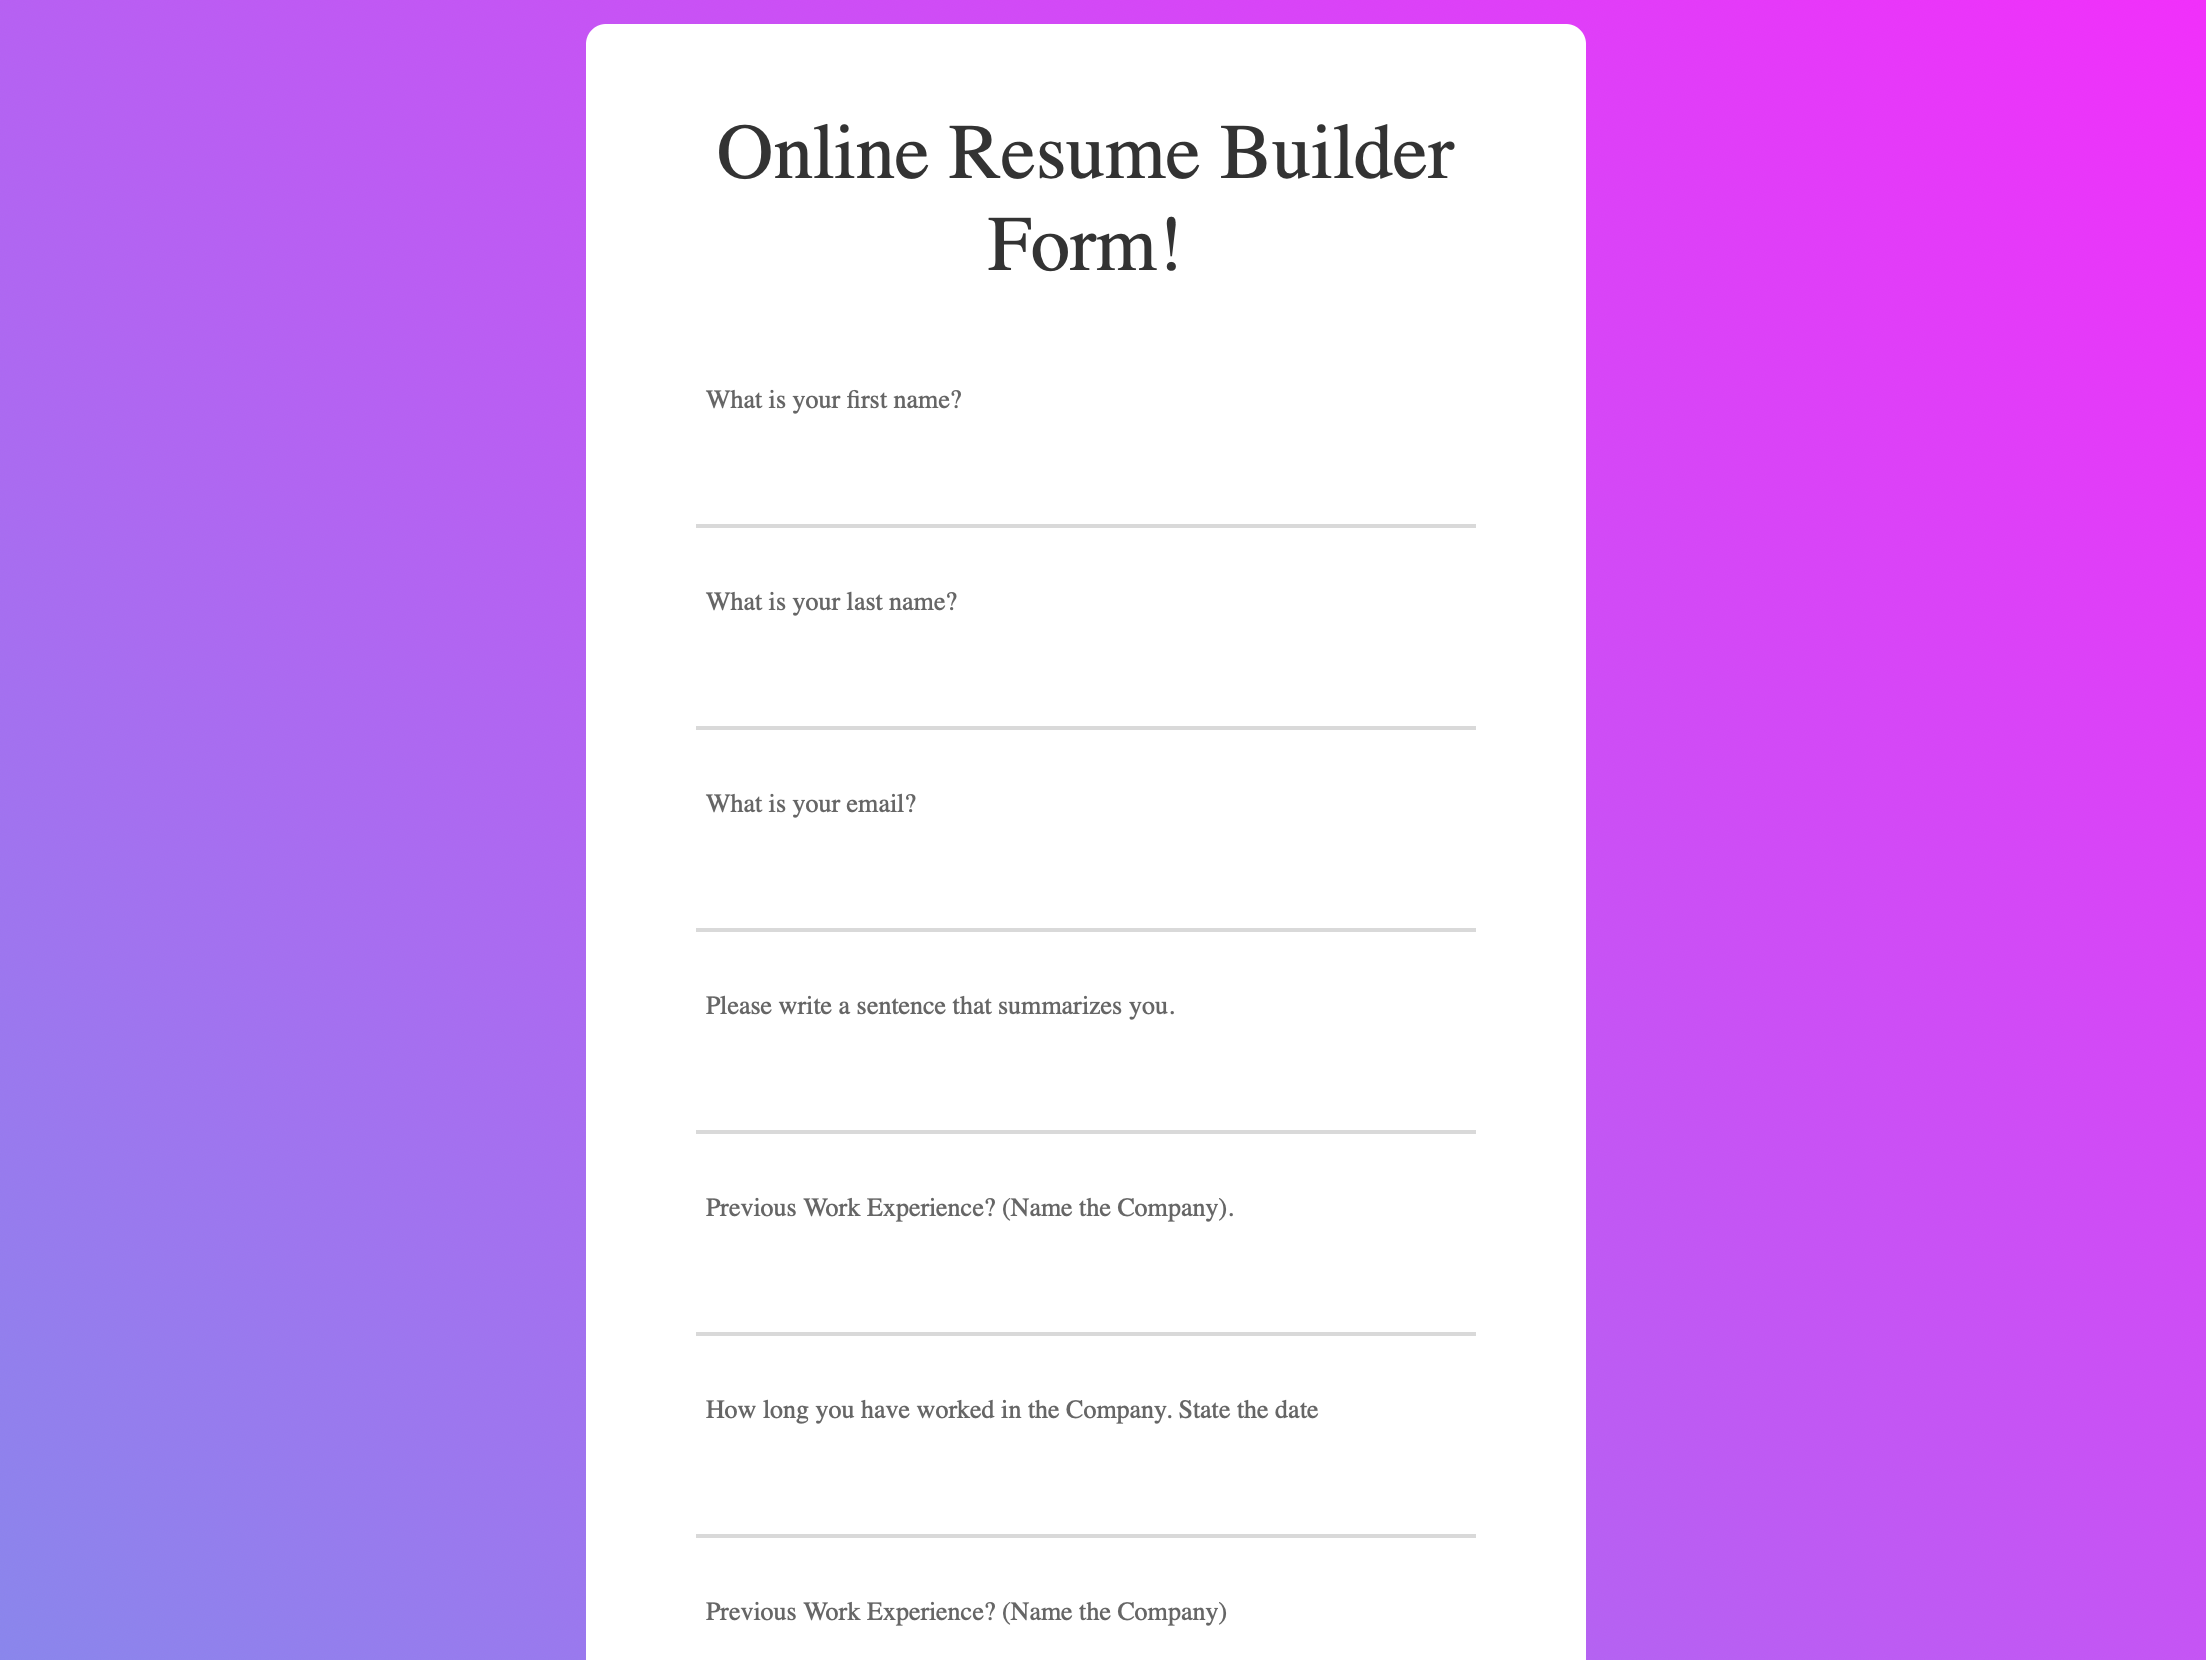 Online Resume Builder
Form!
What is your first name?
What is your last name?
What is your email?
Please write a sentence that summarizes you.
Previous Work Experience? (Name the Company).
How long you have worked in the Company. State the date
Previous Work Experience? (Name the Company)